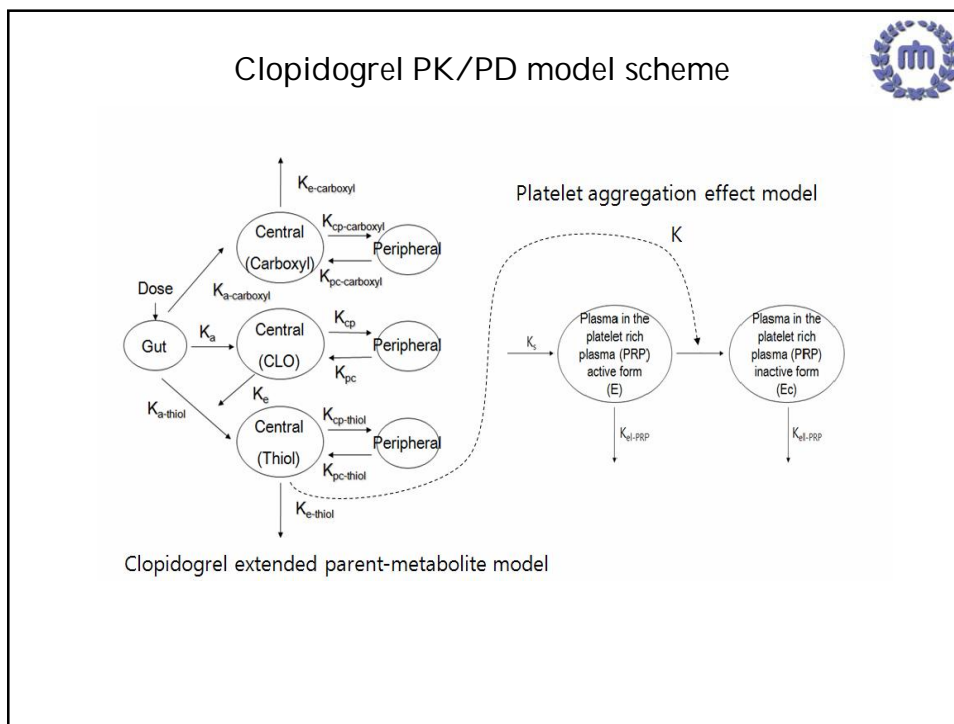 Clopidogrel PK/PD model scheme
Ke-carboxyl
Platelet aggregation effect model
Central
(Carboxyl)
Kcp-carboxyl
Peripheral
Kpc-carboxyl
K
Dose
Ka-carboxyl
Gut
Ka
Central
(CLO)
Kcp
Peripheral
Kpc
Ks
Plasma in the
platelet rich
plasma (PRP)
active form
(E)
Plasma in the
platelet rich
plasma (PRP)
inactive form
(Ec)
Ke
Ka-thiol
Central
(Thiol)
Kcp-thiol
Peripheral
Kpc-thiol
Kel-PRP
Kell-PRP
Ke-thiol
Clopidogrel extended parent-metabolite model